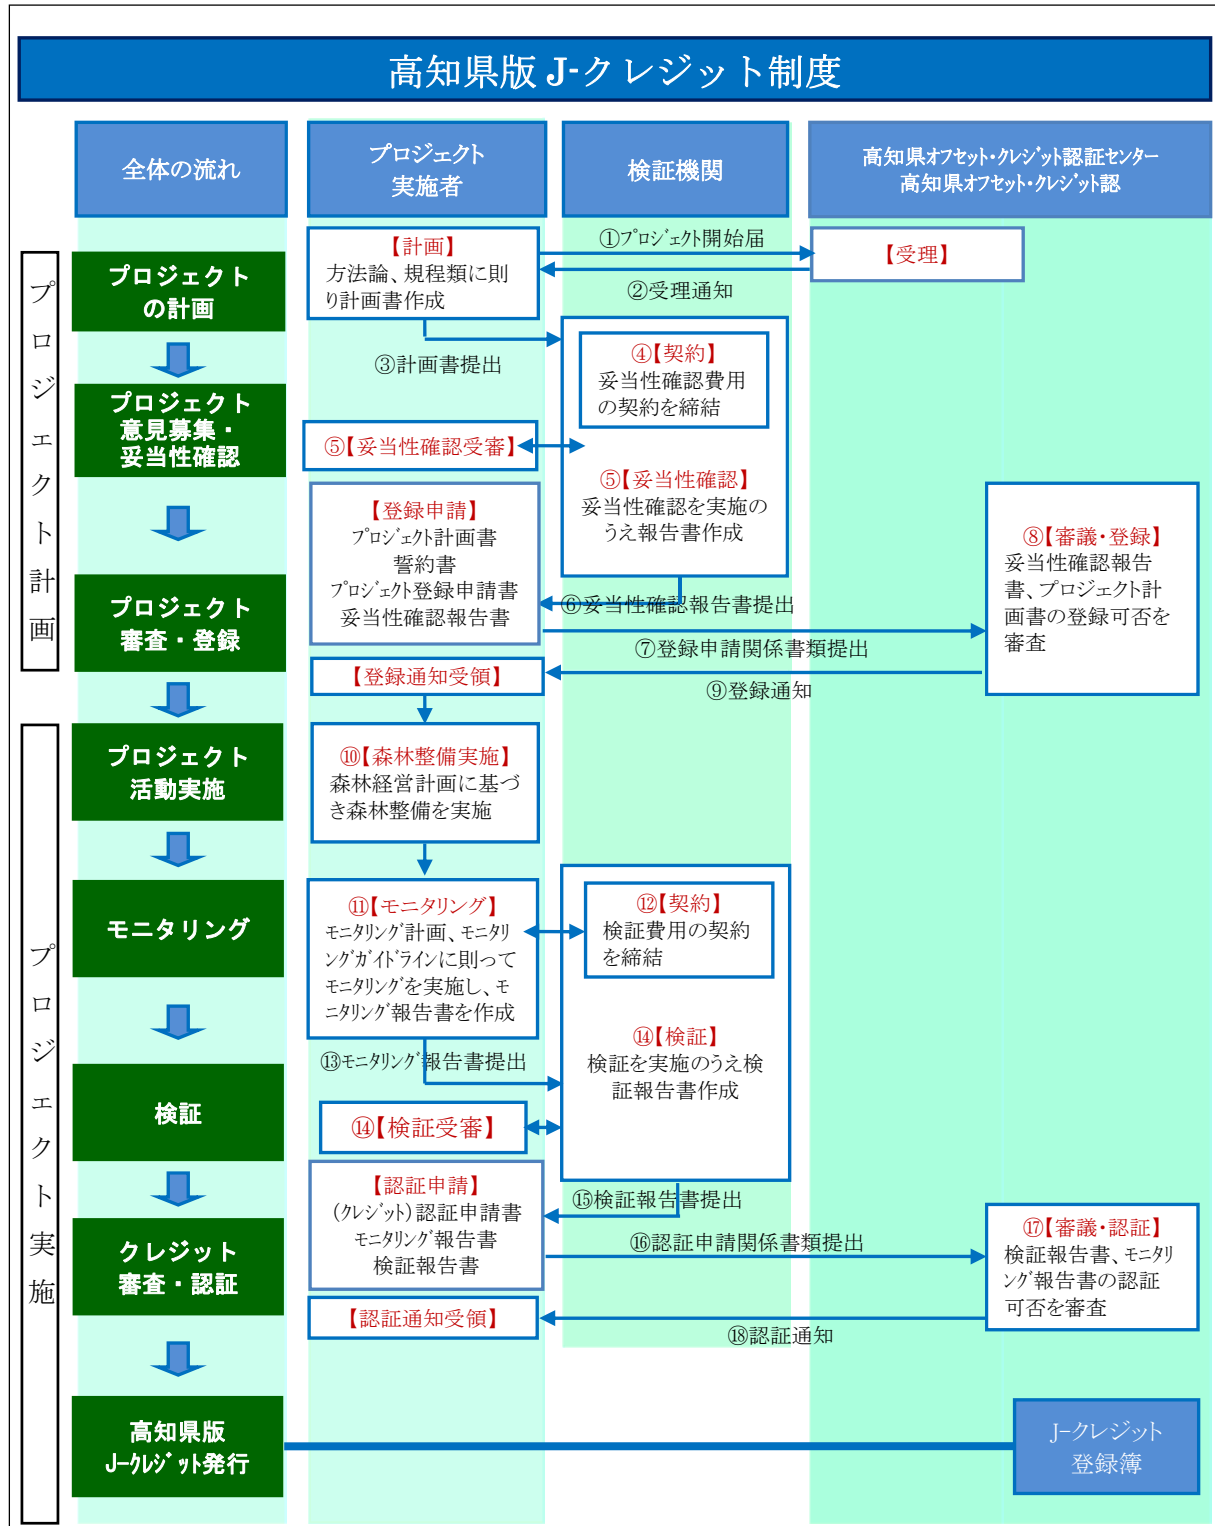 高知県版 J-クレジット制度
全体の流れ
プロジェクト
実施者
検証機関
高知県オフセット・クレジット認証センター
高知県オフセット・クレジット認
プロジェクト計画
プロジェクト
の計画
【計画】
方法論、規程類に則
り計画書作成
①プロジェクト開始届
②受理通知
【受理】
③計画書提出
④【契約】
妥当性確認費用
の契約を締結
プロジェクト
意見募集・
妥当性確認
⑤【妥当性確認受審】
⑤【妥当性確認】
妥当性確認を実施の
うえ報告書作成
【登録申請】
プロジェクト計画書
誓約書
プロジェクト登録申請書
妥当性確認報告書
⑥妥当性確認報告書提出
⑦登録申請関係書類提出
⑧【審議・登録】
妥当性確認報告
書、プロジェクト計
画書の登録可否を
審査
プロジェクト
審査・登録
【登録通知受領】
⑨登録通知
プロジェクト実施
プロジェクト
活動実施
⑩【森林整備実施】
森林経営計画に基づ
き森林整備を実施
モニタリング
⑪【モニタリング】
モニタリング計画、モニタリ
ングガイドラインに則って
モニタリングを実施し、モ
ニタリング報告書を作成
⑫【契約】
検証費用の契約
を締結
⑬モニタリング報告書提出
⑭【検証】
検証を実施のうえ検
証報告書作成
検証
⑭【検証受審】
【認証申請】
(クレジット)認証申請書
モニタリング報告書
検証報告書
⑮検証報告書提出
⑯認証申請関係書類提出
⑰【審議・認証】
検証報告書、モニタリ
ング報告書の認証
可否を審査
クレジット
審査・認証
【認証通知受領】
⑱認証通知
高知県版
J-クレジット発行
J-クレジット
登録簿